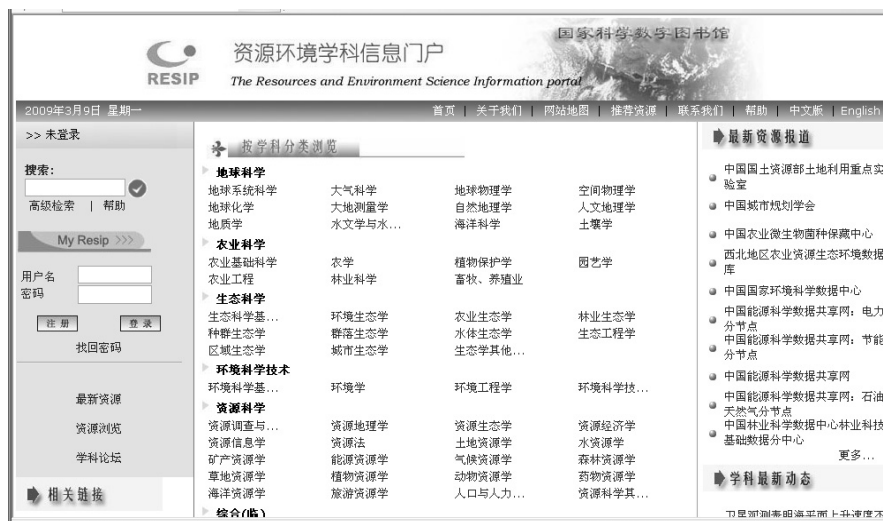 国家科学数字图书馆
资源环境学科信息门户
RESIP
The Resources and Environment Science Information portal
2009年3月9日 星期一
首页 | 关于我们 | 网站地图 | 推荐资源 | 联系我们 | 帮助 | 中文版 | English
>> 未登录
搜索:
高级检索 | 帮助
My Resip >>>
用户名
密码
注册 登录
找回密码
最新资源
资源浏览
学科论坛
相关链接
按学科分类浏览
地球科学
地球系统科学 大气科学 地球物理学 空间物理学
地球化学 大地测量学 自然地理学 人文地理学
地质学 水文学与水... 海洋科学 土壤学
农业科学
农业基础科学 农学 植物保护学 园艺学
农业工程 林业科学 畜牧、养殖业
生态科学
生态科学基... 环境生态学 农业生态学 林业生态学
种群生态学 群落生态学 水体生态学 生态工程学
区域生态学 城市生态学 生态学其他...
环境科学技术
环境科学基... 环境学 环境工程学 环境科学技...
资源科学
资源调查与... 资源地理学 资源生态学 资源经济学
资源信息学 资源法 土地资源学 水资源学
矿产资源学 能源资源学 气候资源学 森林资源学
草地资源学 植物资源学 动物资源学 药物资源学
海洋资源学 旅游资源学 人口与人力... 资源科学其...
综合(临)
最新资源报道
中国国土资源部土地利用重点实
验室
中国城市规划学会
中国农业微生物菌种保藏中心
西北地区农业资源生态环境数据
库
中国国家环境科学数据中心
中国能源科学数据共享网: 电力
分节点
中国能源科学数据共享网: 节能
分节点
中国能源科学数据共享网
中国能源科学数据共享网: 石油
天然气分节点
中国林业科学数据中心林业科技
基础数据分中心
更多...
学科最新动态
卫星观测表明海平面上升速度不